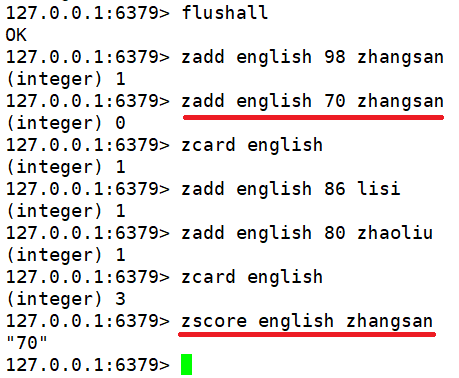 127.0.0.1:6379> flushall
OK
127.0.0.1:6379> zadd english 98 zhangsan
(integer) 1
127.0.0.1:6379> zadd english 70 zhangsan
(integer) 0
127.0.0.1:6379> zcard english
(integer) 1
127.0.0.1:6379> zadd english 86 lisi
(integer) 1
127.0.0.1:6379> zadd english 80 zhaoliu
(integer) 1
127.0.0.1:6379> zcard english
(integer) 3
127.0.0.1:6379> zscore english zhangsan
"70"
127.0.0.1:6379>